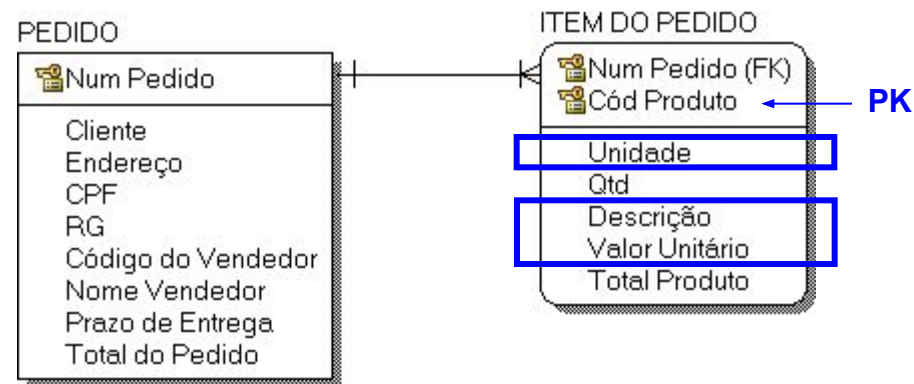 PEDIDO
Num Pedido
Cliente
Endereço
CPF
RG
Código do Vendedor
Nome Vendedor
Prazo de Entrega
Total do Pedido
ITEM DO PEDIDO
Num Pedido (FK)
Cód Produto
PK
Unidade
Qtd
Descrição
Valor Unitário
Total Produto